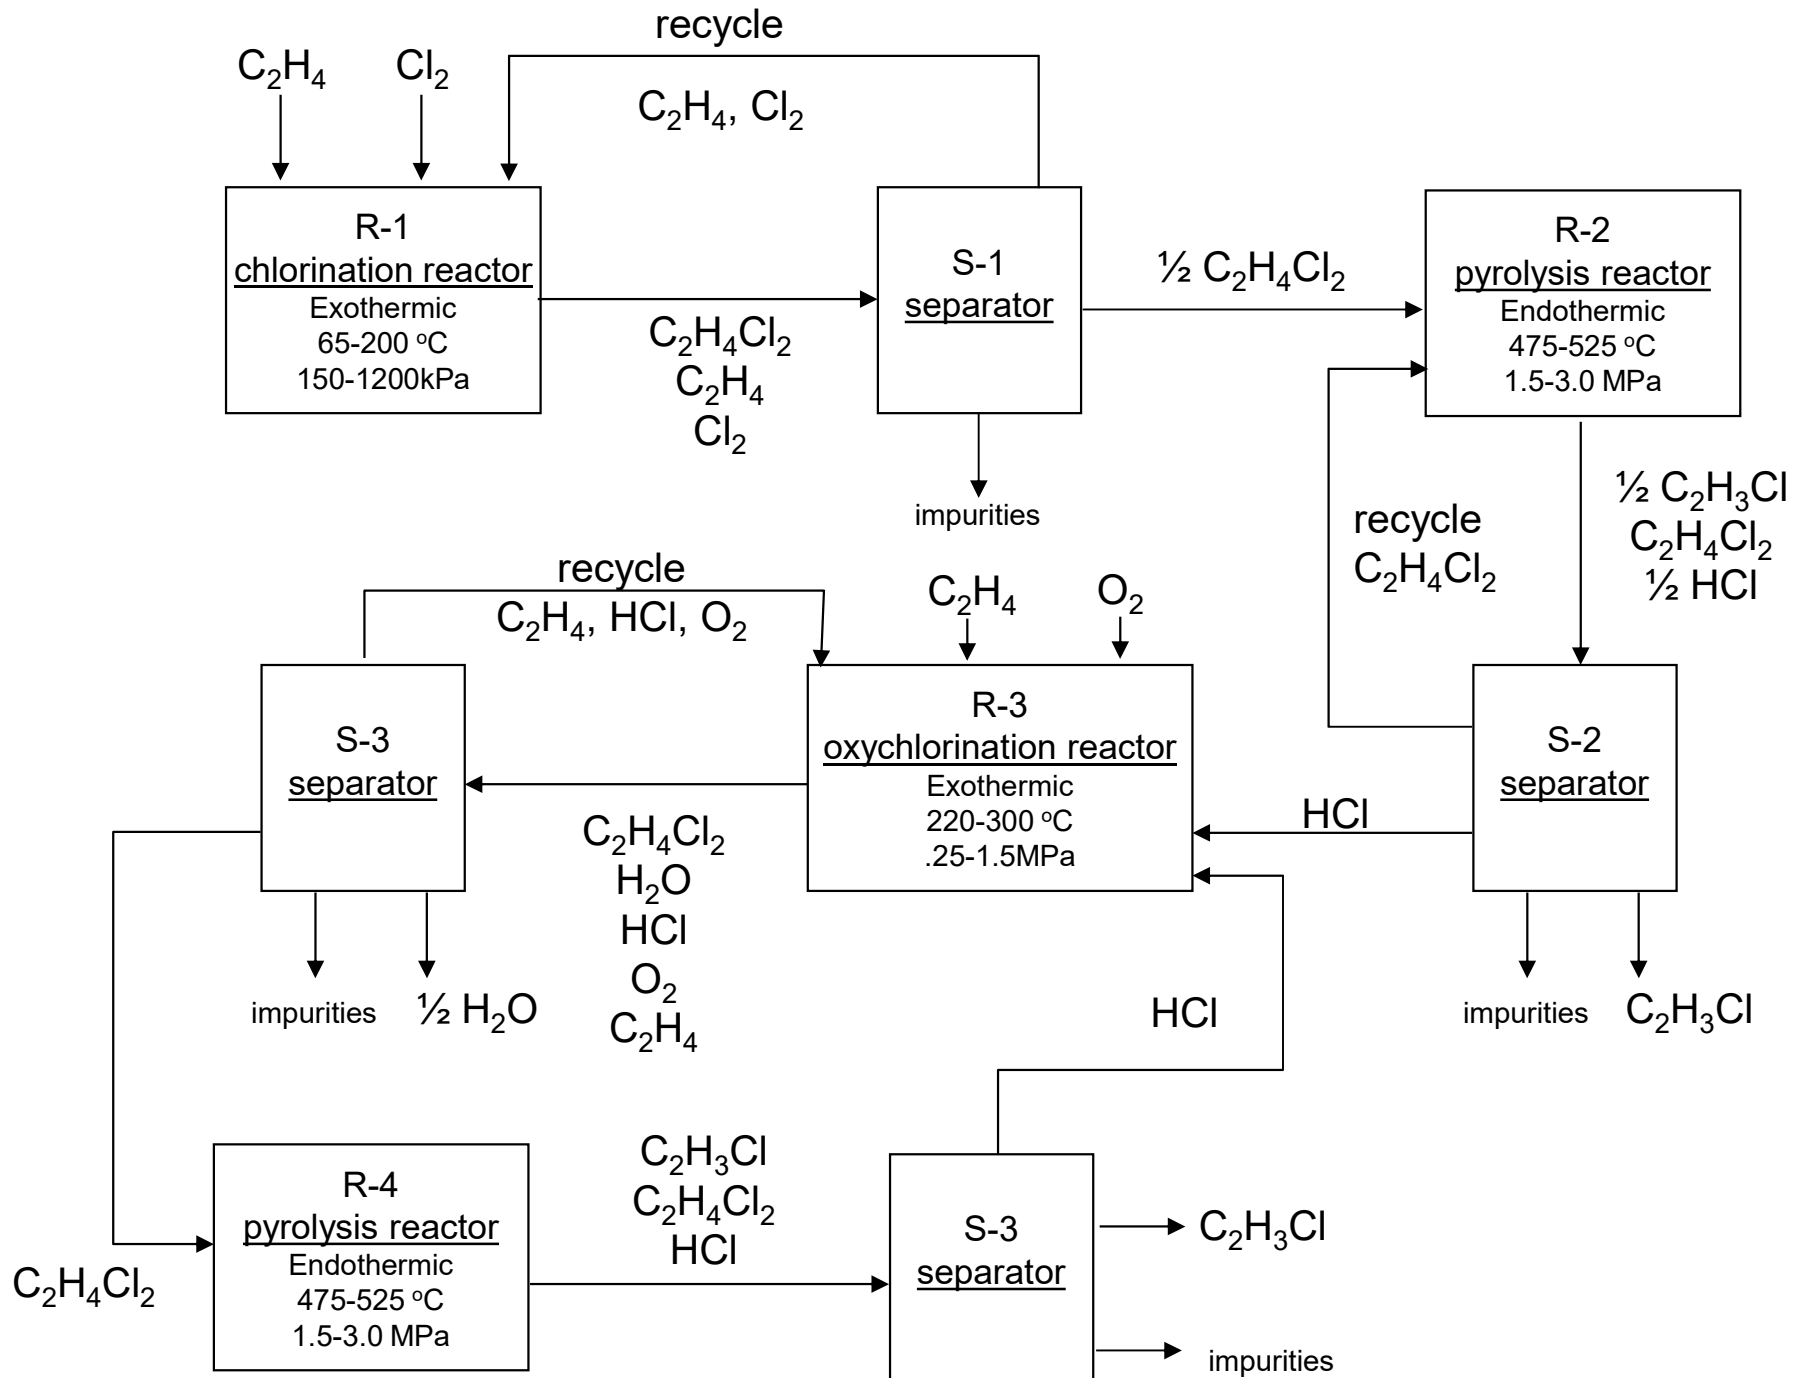 recycle
C₂H₄
Cl₂
C₂H₄, Cl₂
R-1
chlorination reactor
Exothermic
65-200 ºC
150-1200kPa
C₂H₄Cl₂
C₂H₄
Cl₂
S-1
separator
impurities
½ C₂H₄Cl₂
R-2
pyrolysis reactor
Endothermic
475-525 ºC
1.5-3.0 MPa
½ C₂H₃Cl
C₂H₄Cl₂
½ HCl
recycle
C₂H₄Cl₂
recycle
C₂H₄, HCl, O₂
C₂H₄
O₂
S-3
separator
R-3
oxychlorination reactor
Exothermic
220-300 ºC
.25-1.5MPa
S-2
separator
HCl
C₂H₄Cl₂
H₂O
HCl
O₂
C₂H₄
impurities
½ H₂O
HCl
impurities
C₂H₃Cl
C₂H₄Cl₂
R-4
pyrolysis reactor
Endothermic
475-525 ºC
1.5-3.0 MPa
C₂H₃Cl
C₂H₄Cl₂
HCl
S-3
separator
C₂H₃Cl
impurities